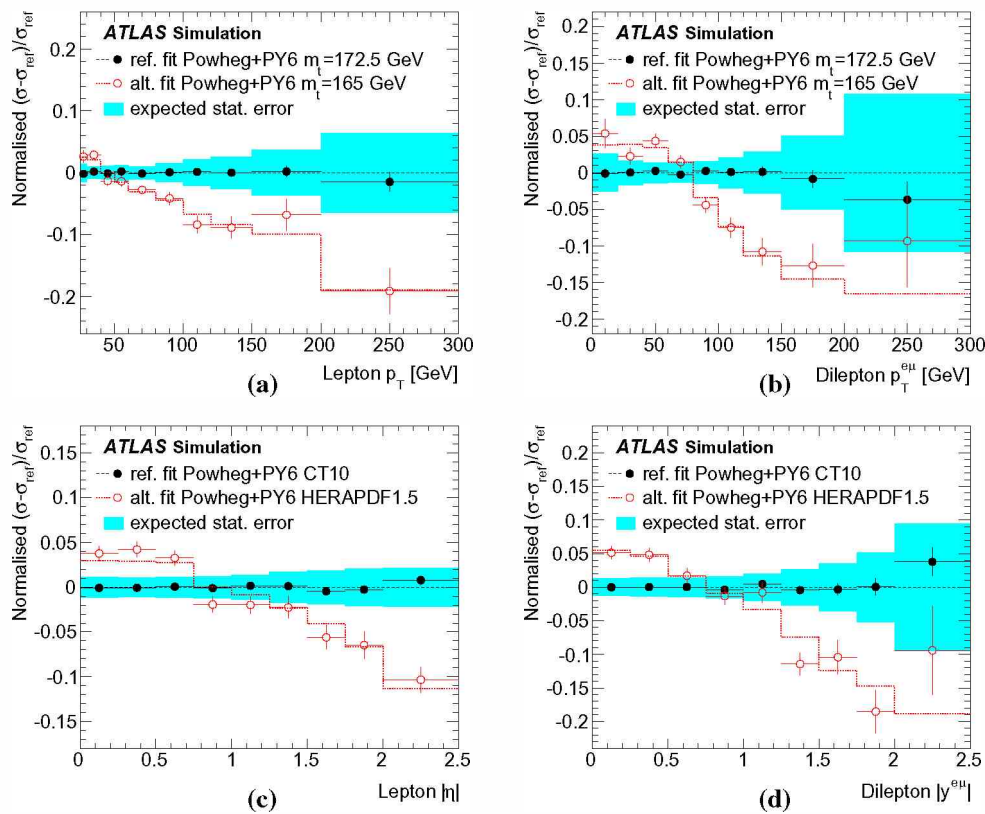 Normalised (σ-σref)/σref
ATLAS Simulation
ref. fit Powheg+PY6 mt=172.5 GeV
alt. fit Powheg+PY6 mt=165 GeV
expected stat. error
0.2
0.1
0
-0.1
-0.2
50 100 150 200 250 300
Lepton pT [GeV]
(a)
Normalised (σ-σref)/σref
ATLAS Simulation
ref. fit Powheg+PY6 mt=172.5 GeV
alt. fit Powheg+PY6 mt=165 GeV
expected stat. error
0.2
0.15
0.1
0.05
0
-0.05
-0.1
-0.15
-0.2
0 50 100 150 200 250 300
Dilepton pTeμ [GeV]
(b)
Normalised (σ-σref)/σref
ATLAS Simulation
ref. fit Powheg+PY6 CT10
alt. fit Powheg+PY6 HERAPDF1.5
expected stat. error
0.15
0.1
0.05
0
-0.05
-0.1
-0.15
0 0.5 1 1.5 2 2.5
Lepton |η|
(c)
Normalised (σ-σref)/σref
ATLAS Simulation
ref. fit Powheg+PY6 CT10
alt. fit Powheg+PY6 HERAPDF1.5
expected stat. error
0.2
0.15
0.1
0.05
0
-0.05
-0.1
-0.15
-0.2
0 0.5 1 1.5 2 2.5
Dilepton |yeμ|
(d)